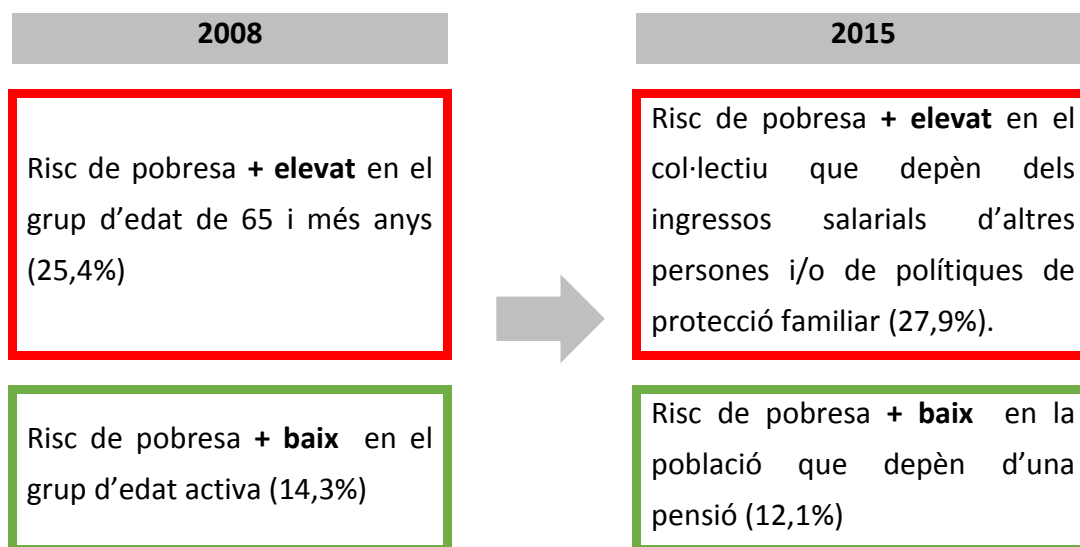 2008
2015
Risc de pobresa + elevat en el
grup d’edat de 65 i més anys
(25,4%)
Risc de pobresa + elevat en el
col·lectiu que depèn dels
ingressos salarials d’altres
persones i/o de polítiques de
protecció familiar (27,9%).
Risc de pobresa + baix en el
grup d’edat activa (14,3%)
Risc de pobresa + baix en la
població que depèn d’una
pensió (12,1%)